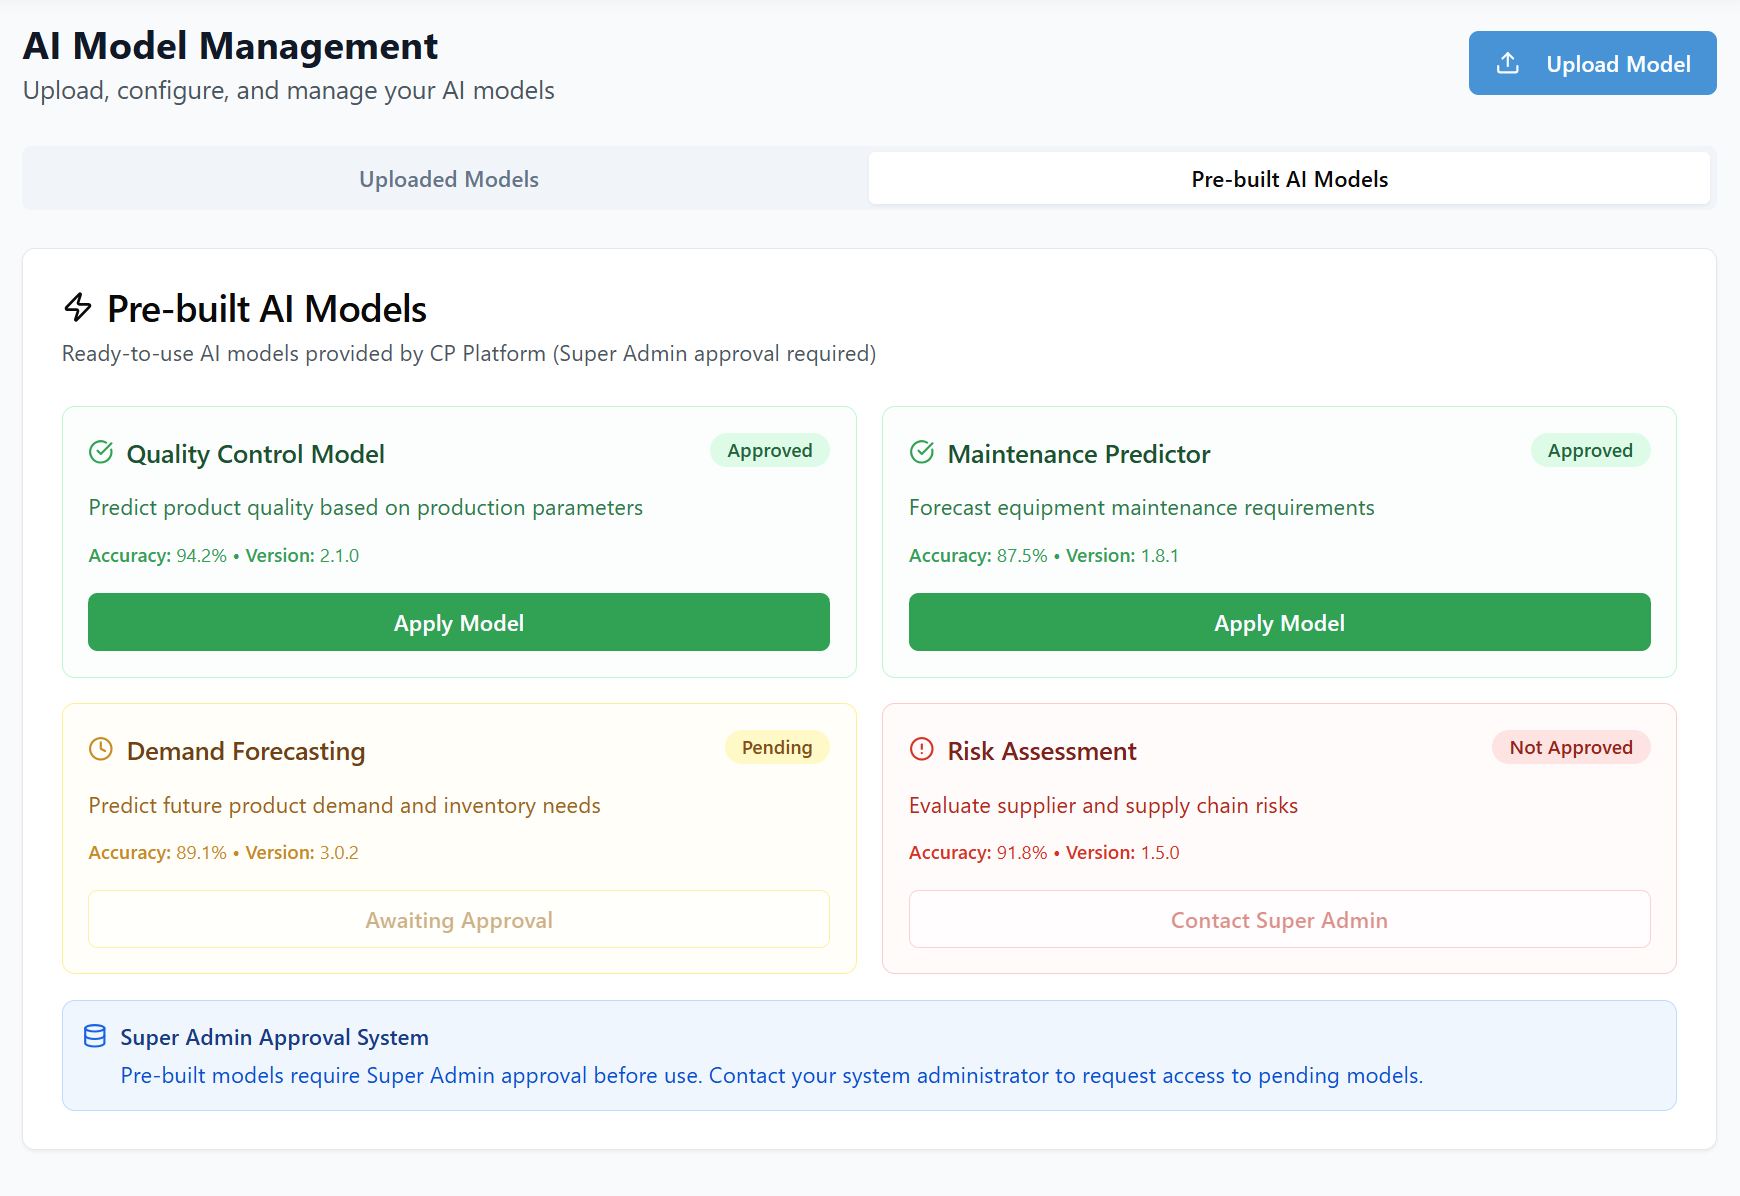 AI Model Management
Upload, configure, and manage your AI models
Upload Model
Uploaded Models
Pre-built AI Models
Pre-built AI Models
Ready-to-use AI models provided by CP Platform (Super Admin approval required)
Quality Control Model
Approved
Predict product quality based on production parameters
Accuracy: 94.2% • Version: 2.1.0
Apply Model
Maintenance Predictor
Approved
Forecast equipment maintenance requirements
Accuracy: 87.5% • Version: 1.8.1
Apply Model
Demand Forecasting
Pending
Predict future product demand and inventory needs
Accuracy: 89.1% • Version: 3.0.2
Awaiting Approval
Risk Assessment
Not Approved
Evaluate supplier and supply chain risks
Accuracy: 91.8% • Version: 1.5.0
Contact Super Admin
Super Admin Approval System
Pre-built models require Super Admin approval before use. Contact your system administrator to request access to pending models.